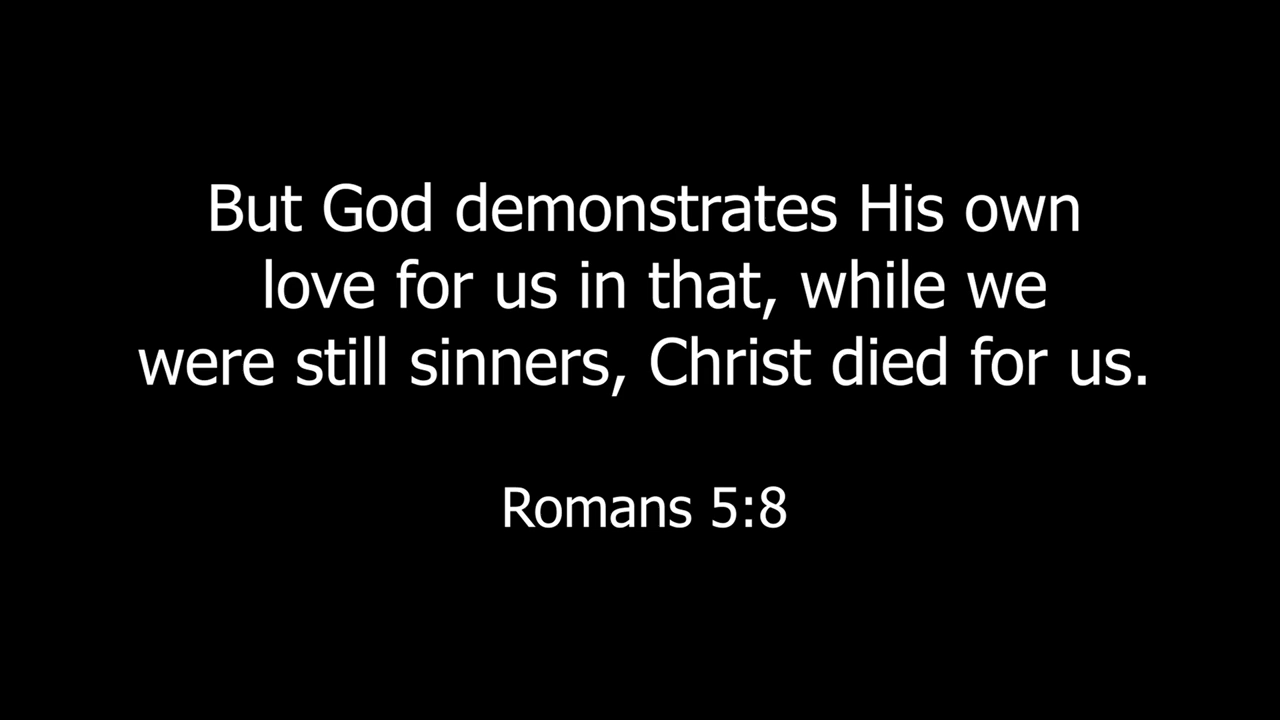 But God demonstrates His own
love for us in that, while we
were still sinners, Christ died for us.
Romans 5:8